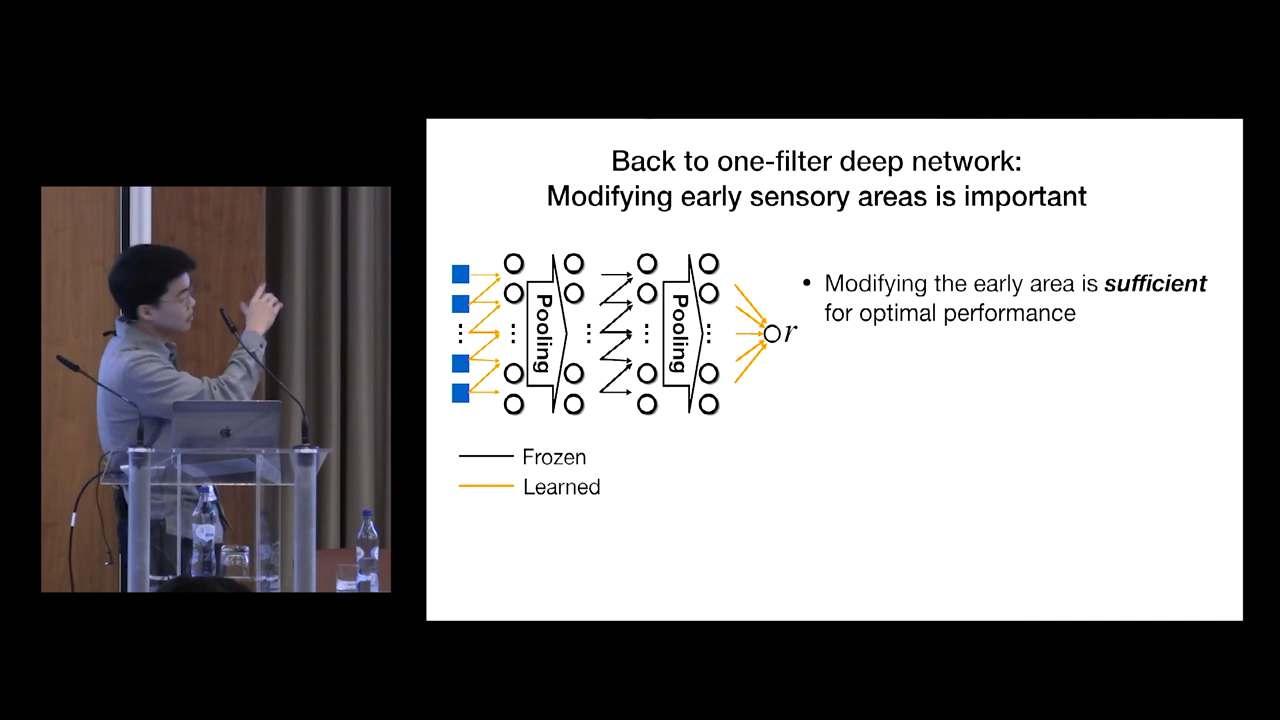 Back to one-filter deep network:
Modifying early sensory areas is important
Pooling
Pooling
r
• Modifying the early area is sufficient
for optimal performance
Frozen
Learned